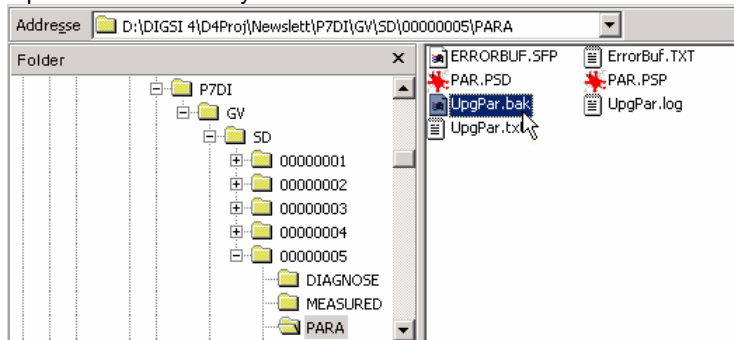 Addresse D:\DIGSI 4\D4Proj\Newslett\P7DI\GV\SD\00000005\PARA
Folder
P7DI
GV
SD
00000001
00000002
00000003
00000004
00000005
DIAGNOSE
MEASURED
PARA
ERRORBUF.SFP ErrorBuf.TXT
PAR.PSD PAR.PSP
UpgPar.bak UpgPar.log
UpgPar.txt